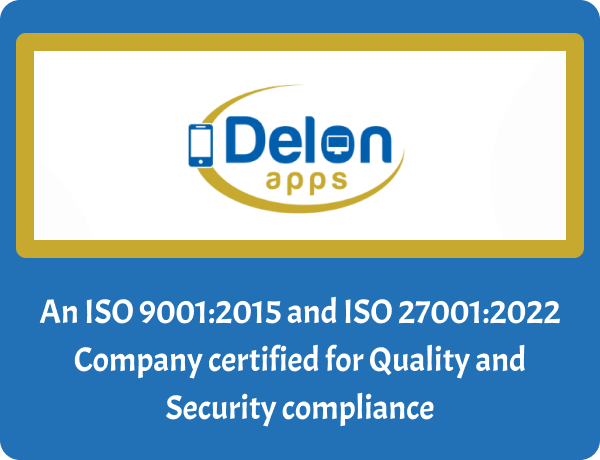 Delon
apps
An ISO 9001:2015 and ISO 27001:2022
Company certified for Quality and
Security compliance